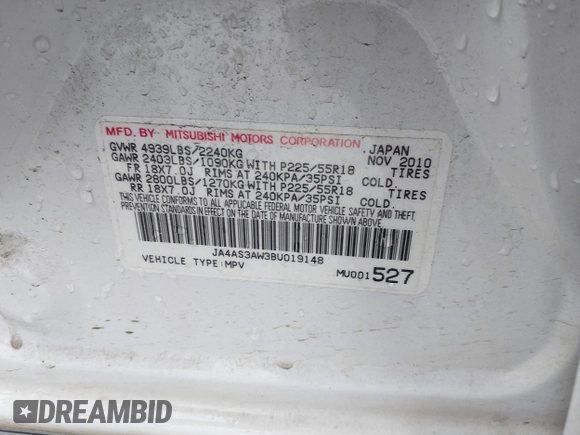 MFD. BY MITSUBISHI MOTORS CORPORATION JAPAN
GVWR 4939LBS/2240KG NOV 2010
GAWR 2403LBS/1090KG WITH P225/55R18 TIRES
FR 18X7.0J RIMS AT 240KPA/35PSI COLD.
GAWR 2800LBS/1270KG WITH P225/55R18 TIRES
RR 18X7.0J RIMS AT 240KPA/35PSI COLD.
THIS VEHICLE CONFORMS TO ALL APPLICABLE FEDERAL MOTOR VEHICLE SAFETY AND THEFT
PREVENTION STANDARDS IN EFFECT ON THE DATE OF MANUFACTURE SHOWN ABOVE.
JA4AS3AW3BU019148
VEHICLE TYPE:MPV MU001527
DREAMBID